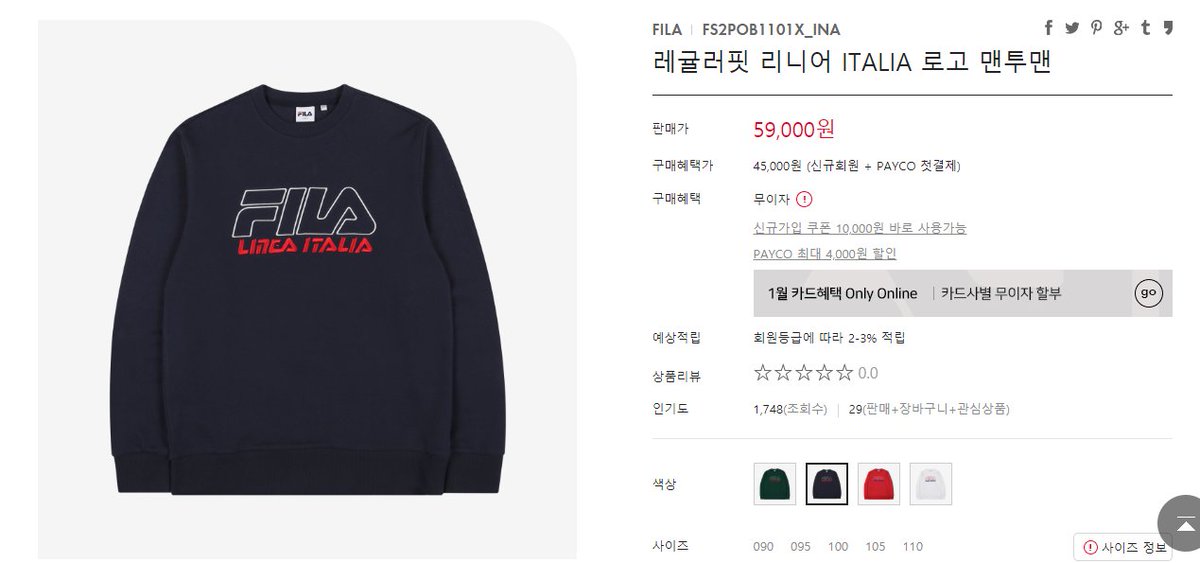 FILA
FILA
LINEA ITALIA
FILA | FS2POB1101X_INA
레귤러핏 리니어 ITALIA 로고 맨투맨
판매가 59,000원
구매혜택가 45,000원 (신규회원 + PAYCO 첫결제)
구매혜택 무이자
신규가입 쿠폰 10,000원 바로 사용가능
PAYCO 최대 4,000원 할인
1월 카드혜택 Only Online | 카드사별 무이자 할부 go
예상적립 회원등급에 따라 2-3% 적립
상품리뷰 ☆☆☆☆☆ 0.0
인기도 1,748(조회수) | 29(판매+장바구니+관심상품)
색상
사이즈 090 095 100 105 110 사이즈 정보